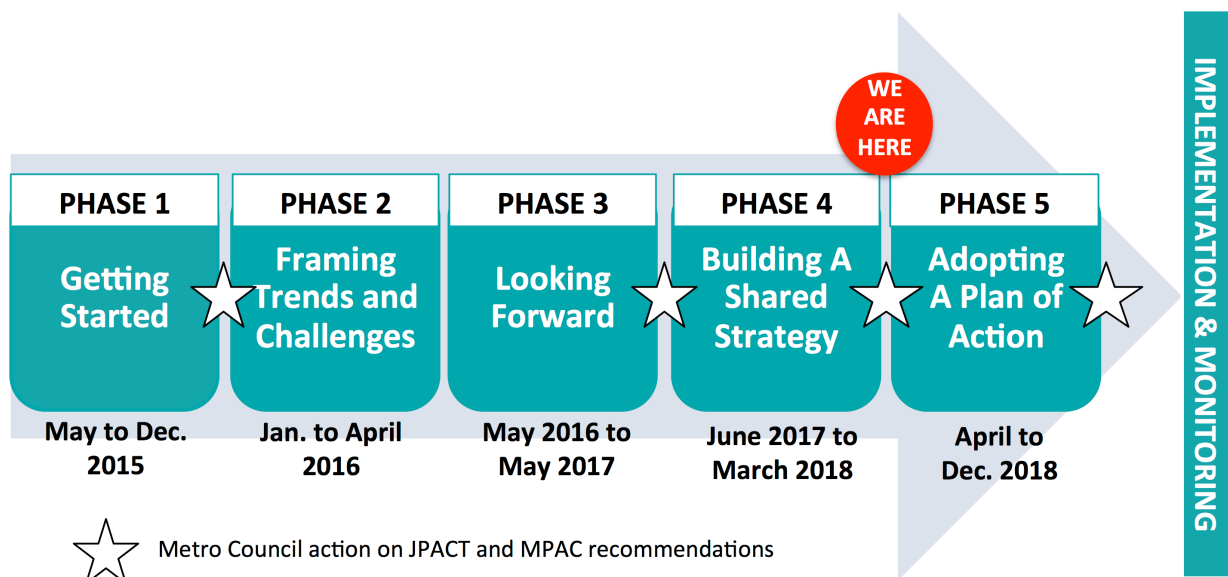 WE
ARE
HERE
PHASE 1
Getting
Started
May to Dec.
2015
PHASE 2
Framing
Trends and
Challenges
Jan. to April
2016
PHASE 3
Looking
Forward
May 2016 to
May 2017
PHASE 4
Building A
Shared
Strategy
June 2017 to
March 2018
PHASE 5
Adopting
A Plan of
Action
April to
Dec. 2018
IMPLEMENTATION & MONITORING
Metro Council action on JPACT and MPAC recommendations